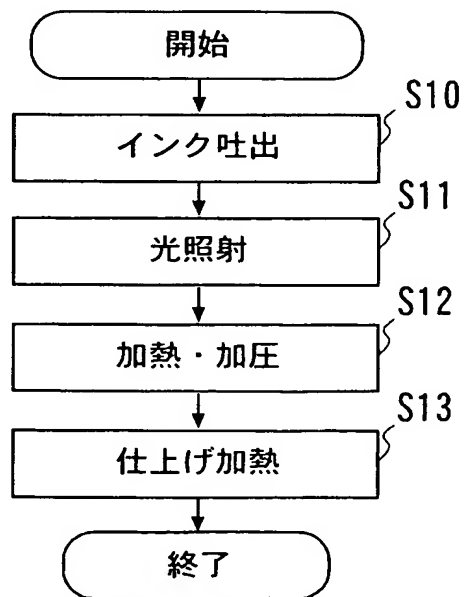 開始
S10
インク吐出
S11
光照射
S12
加熱・加圧
S13
仕上げ加熱
終了